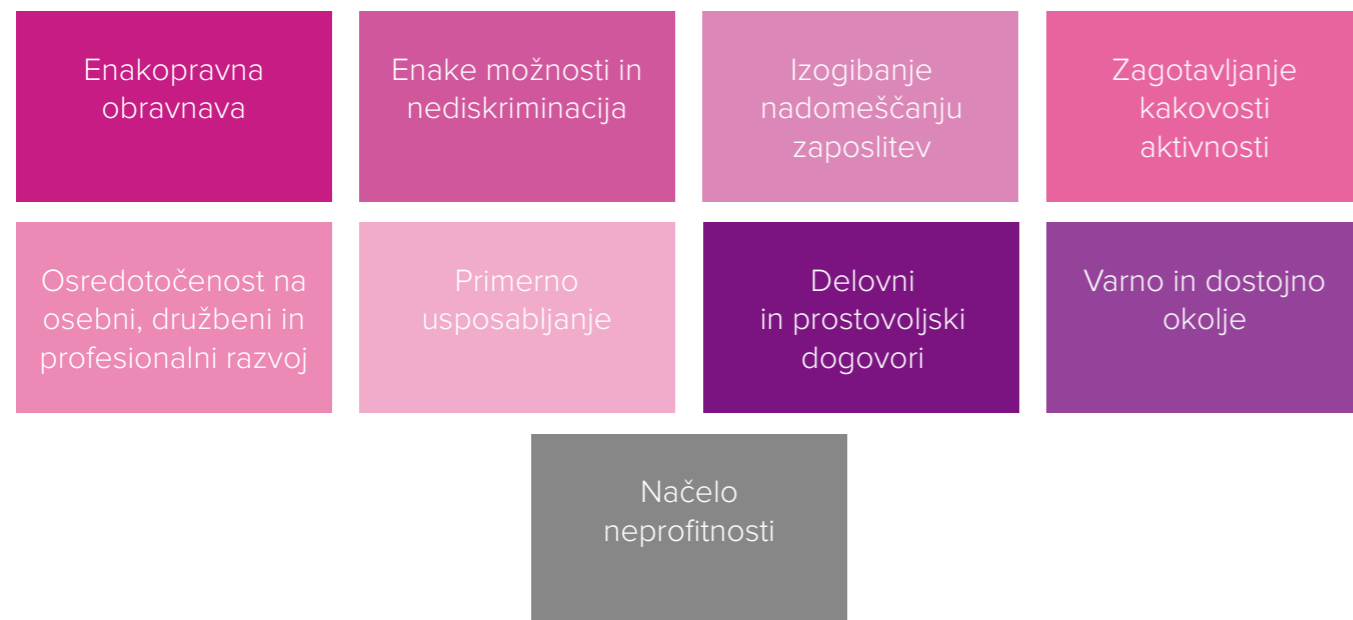 Enakopravna
obravnava
Enake možnosti in
nediskriminacija
Izogibanje
nadomeščanju
zaposlitev
Zagotavljanje
kakovosti
aktivnosti
Osredotočenost na
osebni, družbeni in
profesionalni razvoj
Primerno
usposabljanje
Delovni
in prostovoljski
dogovori
Varno in dostojno
okolje
Načelo
neprofitnosti